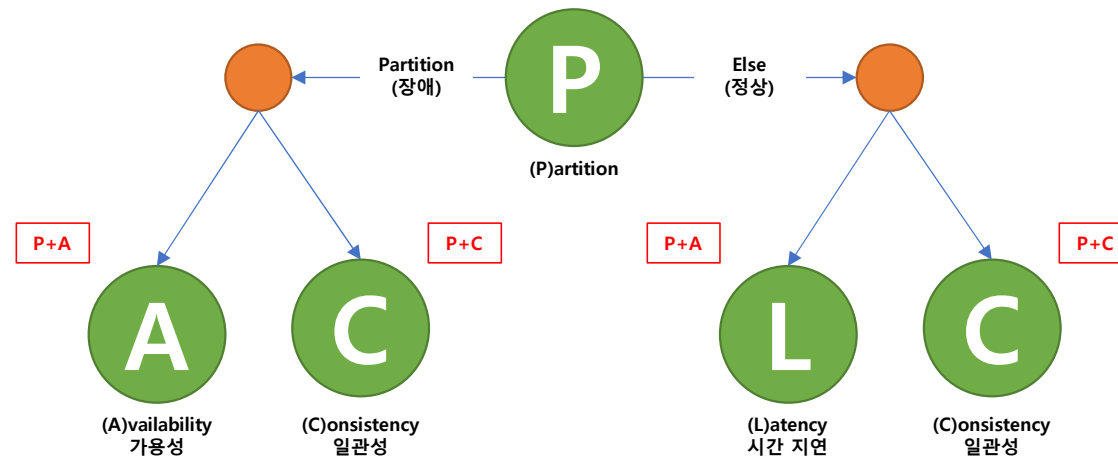 Partition
(장애)
P
Else
(정상)
(P)artition
P+A
P+C
P+A
P+C
A
C
L
C
(A)vailability
가용성
(C)onsistency
일관성
(L)atency
시간 지연
(C)onsistency
일관성